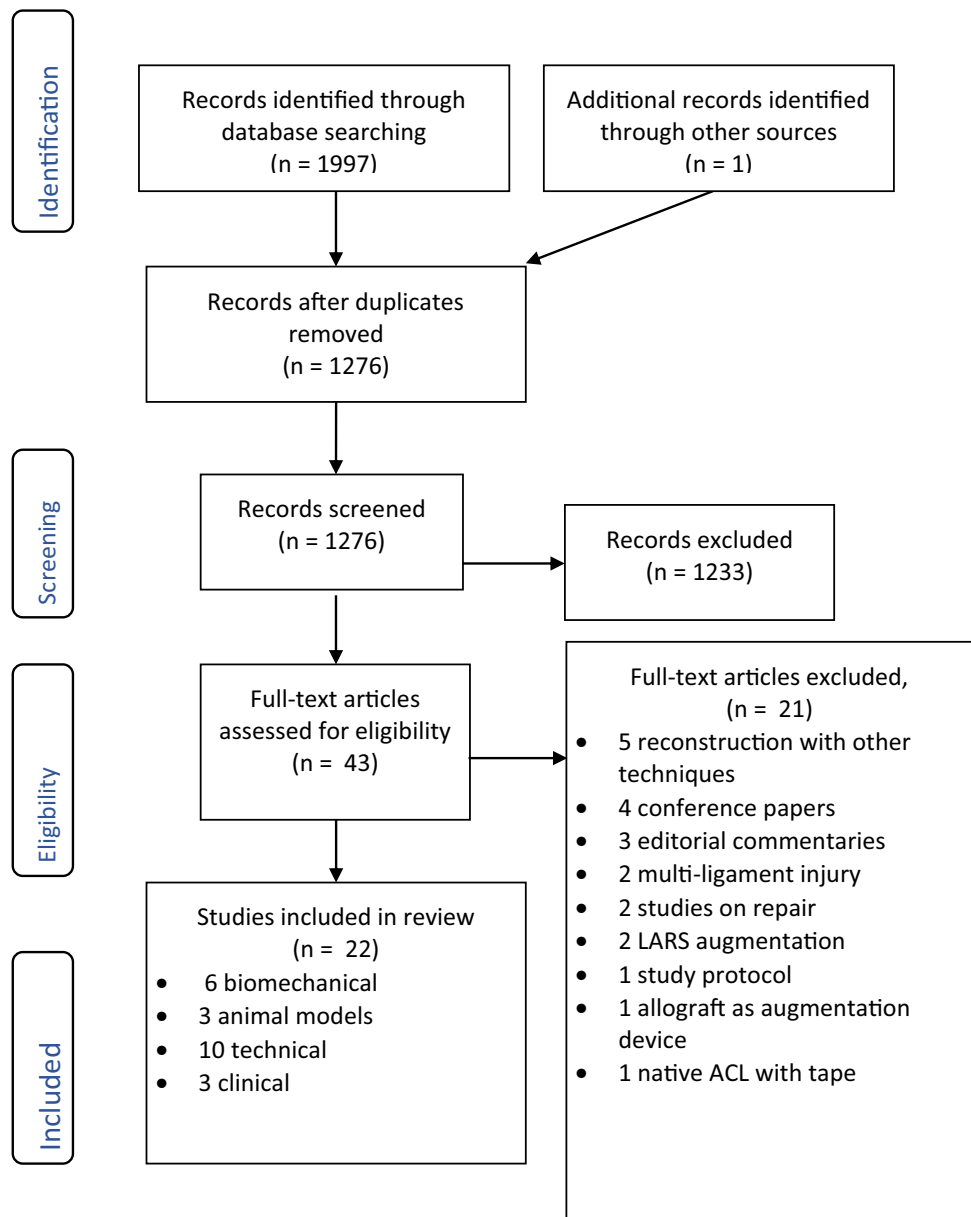 Identification
Records identified through
database searching
(n = 1997)
Additional records identified
through other sources
(n = 1)
Records after duplicates
removed
(n = 1276)
Screening
Records screened
(n = 1276)
Records excluded
(n = 1233)
Eligibility
Full-text articles
assessed for eligibility
(n = 43)
Full-text articles excluded,
(n = 21)
• 5 reconstruction with other
techniques
• 4 conference papers
• 3 editorial commentaries
• 2 multi-ligament injury
• 2 studies on repair
• 2 LARS augmentation
• 1 study protocol
• 1 allograft as augmentation
device
• 1 native ACL with tape
Included
Studies included in review
(n = 22)
• 6 biomechanical
• 3 animal models
• 10 technical
• 3 clinical